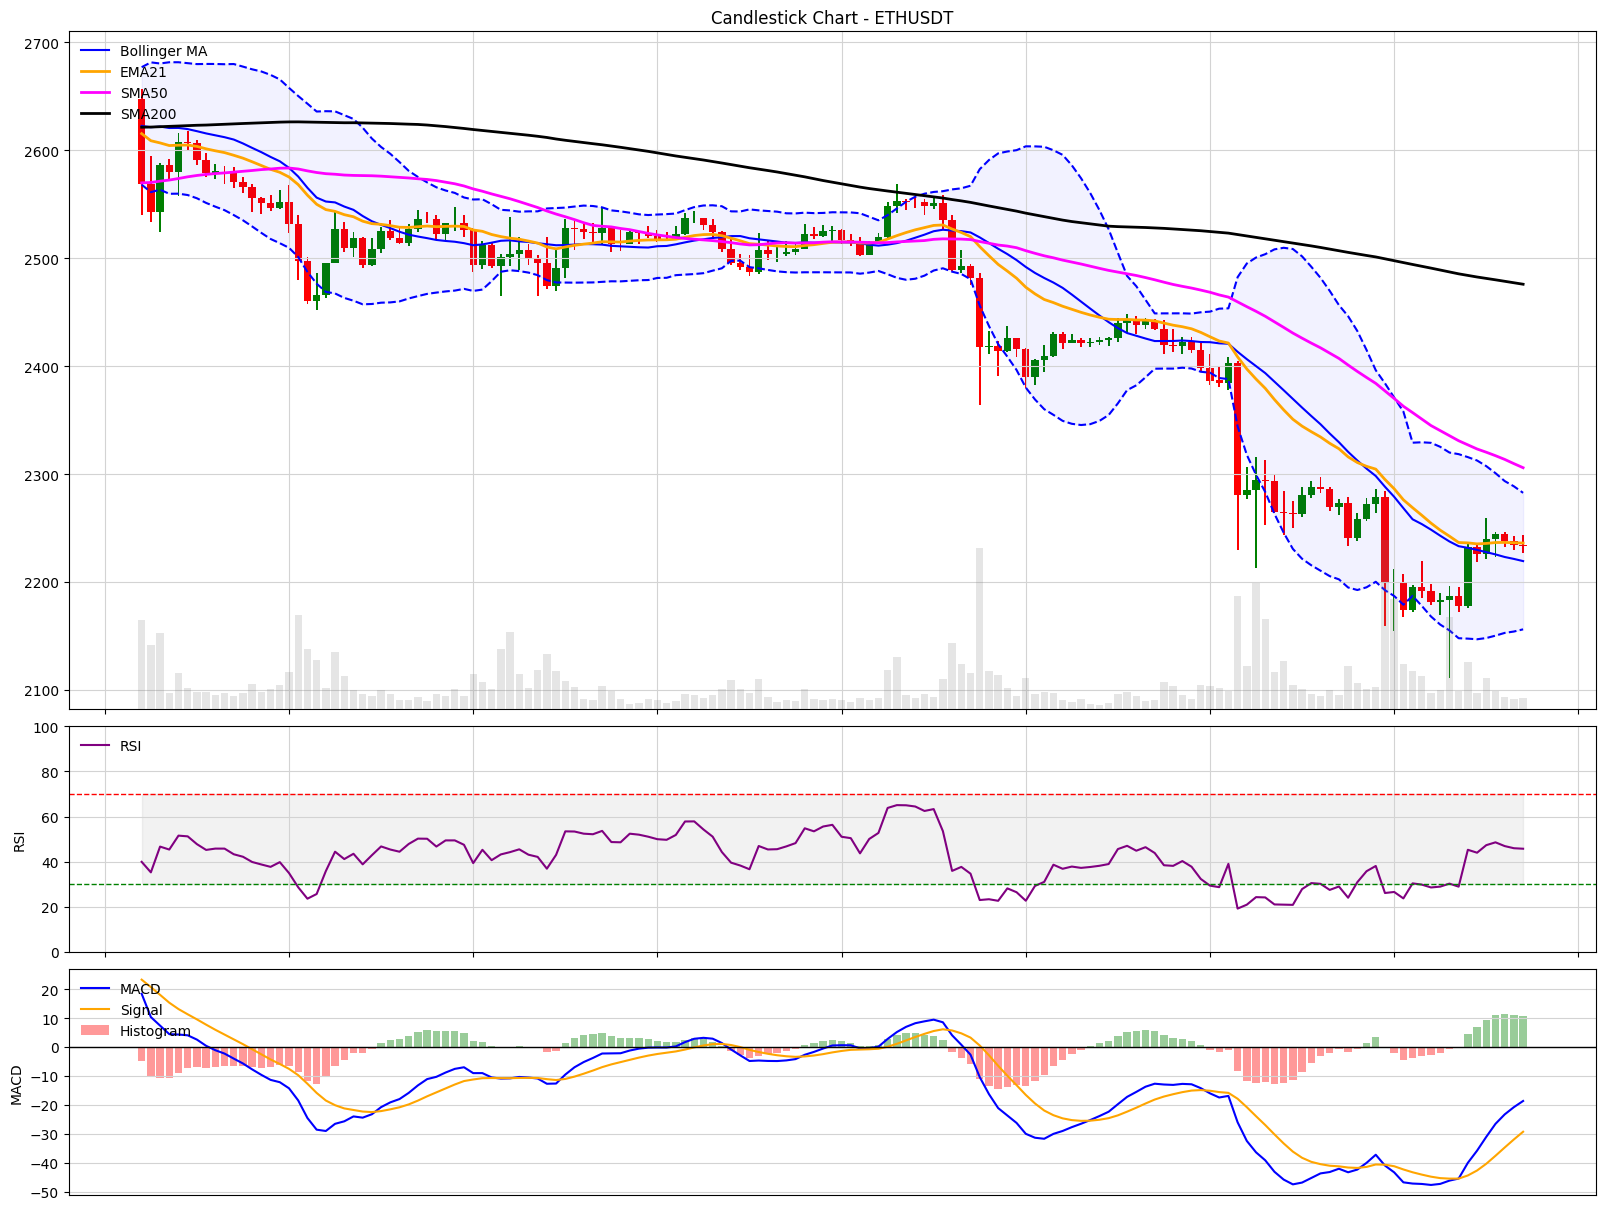 Candlestick Chart - ETHUSDT
2700
2600
2500
2400
2300
2200
2100
Bollinger MA
EMA21
SMA50
SMA200
100
80
60
40
20
0
RSI
RSI
20
10
0
−10
−20
−30
−40
−50
MACD
MACD
Signal
Histogram